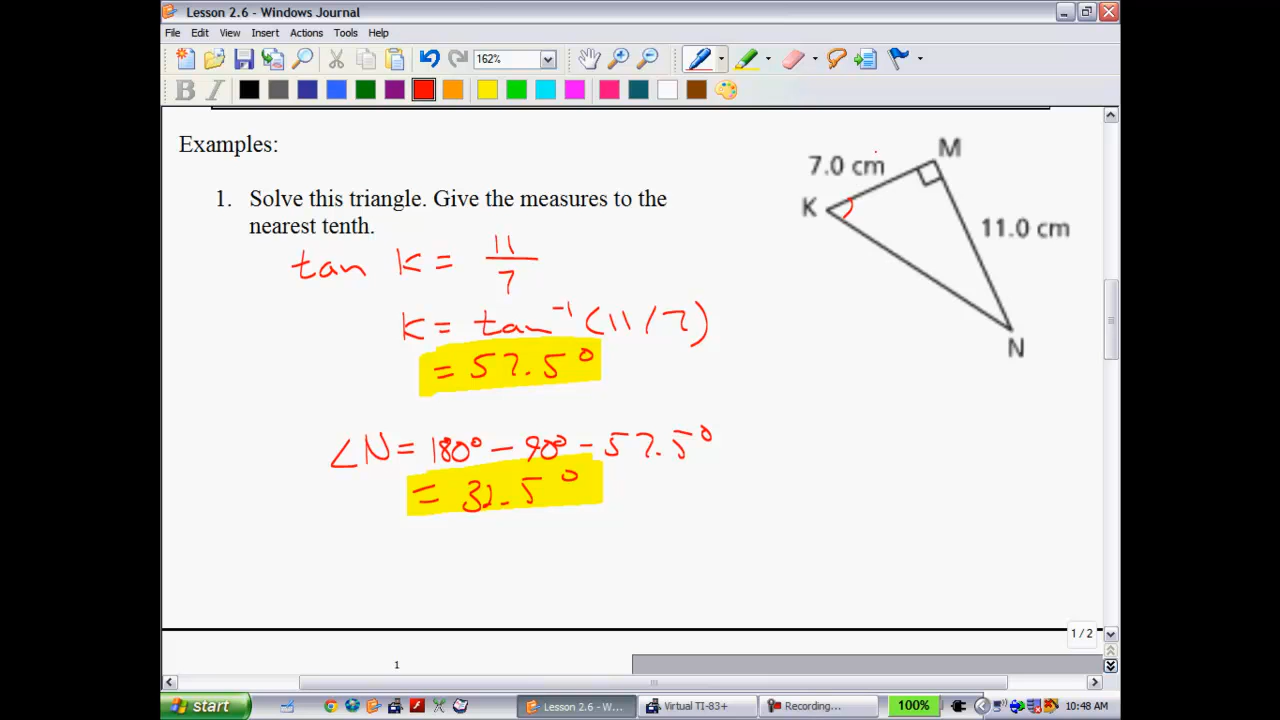 Lesson 2.6 - Windows Journal
File Edit View Insert Actions Tools Help
162%
B I
Examples:
1. Solve this triangle. Give the measures to the
nearest tenth.
7.0 cm
M
K
11.0 cm
N
tan K = 11/7
K = tan⁻¹ (11/7)
= 57.5°
∠N = 180° - 90° - 57.5°
= 32.5°
1 / 2
1
start
Lesson 2.6 - Windo...
Virtual TI-83+
Recording...
100%
10:48 AM